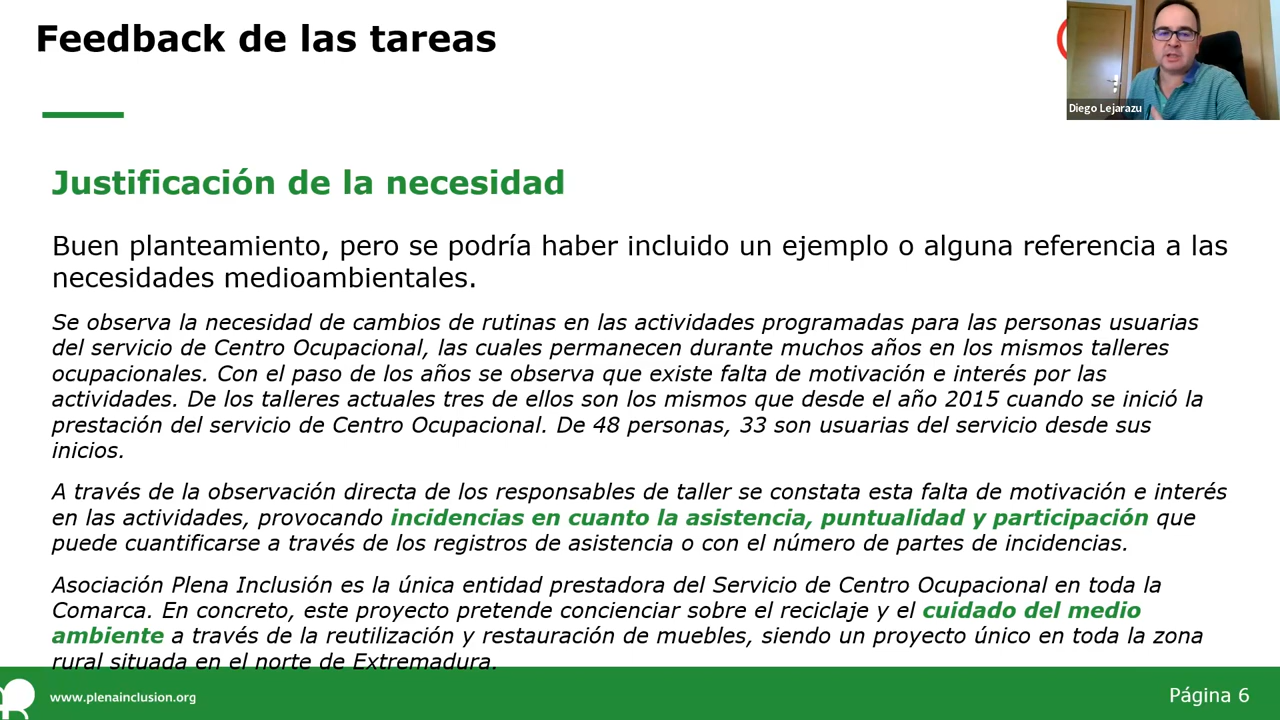 Feedback de las tareas
Diego Lejarazu
Justificación de la necesidad
Buen planteamiento, pero se podría haber incluido un ejemplo o alguna referencia a las
necesidades medioambientales.
Se observa la necesidad de cambios de rutinas en las actividades programadas para las personas usuarias
del servicio de Centro Ocupacional, las cuales permanecen durante muchos años en los mismos talleres
ocupacionales. Con el paso de los años se observa que existe falta de motivación e interés por las
actividades. De los talleres actuales tres de ellos son los mismos que desde el año 2015 cuando se inició la
prestación del servicio de Centro Ocupacional. De 48 personas, 33 son usuarias del servicio desde sus
inicios.
A través de la observación directa de los responsables de taller se constata esta falta de motivación e interés
en las actividades, provocando incidencias en cuanto la asistencia, puntualidad y participación que
puede cuantificarse a través de los registros de asistencia o con el número de partes de incidencias.
Asociación Plena Inclusión es la única entidad prestadora del Servicio de Centro Ocupacional en toda la
Comarca. En concreto, este proyecto pretende concienciar sobre el reciclaje y el cuidado del medio
ambiente a través de la reutilización y restauración de muebles, siendo un proyecto único en toda la zona
rural situada en el norte de Extremadura.
www.plenainclusion.org
Página 6